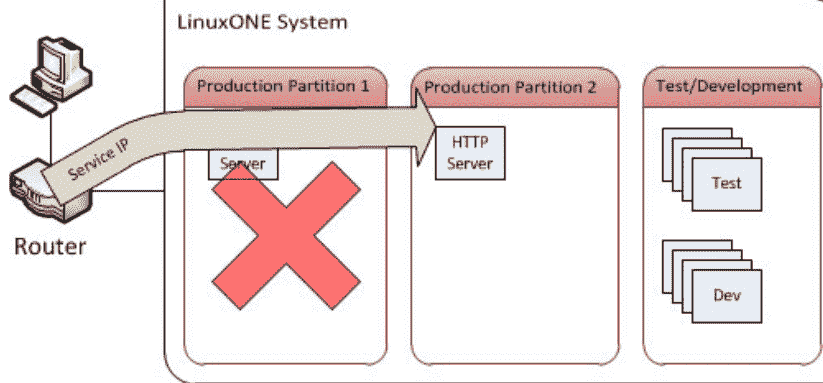 LinuxONE System
Production Partition 1
Production Partition 2
Test/Development
Service IP
Server
HTTP
Server
Test
Router
Dev